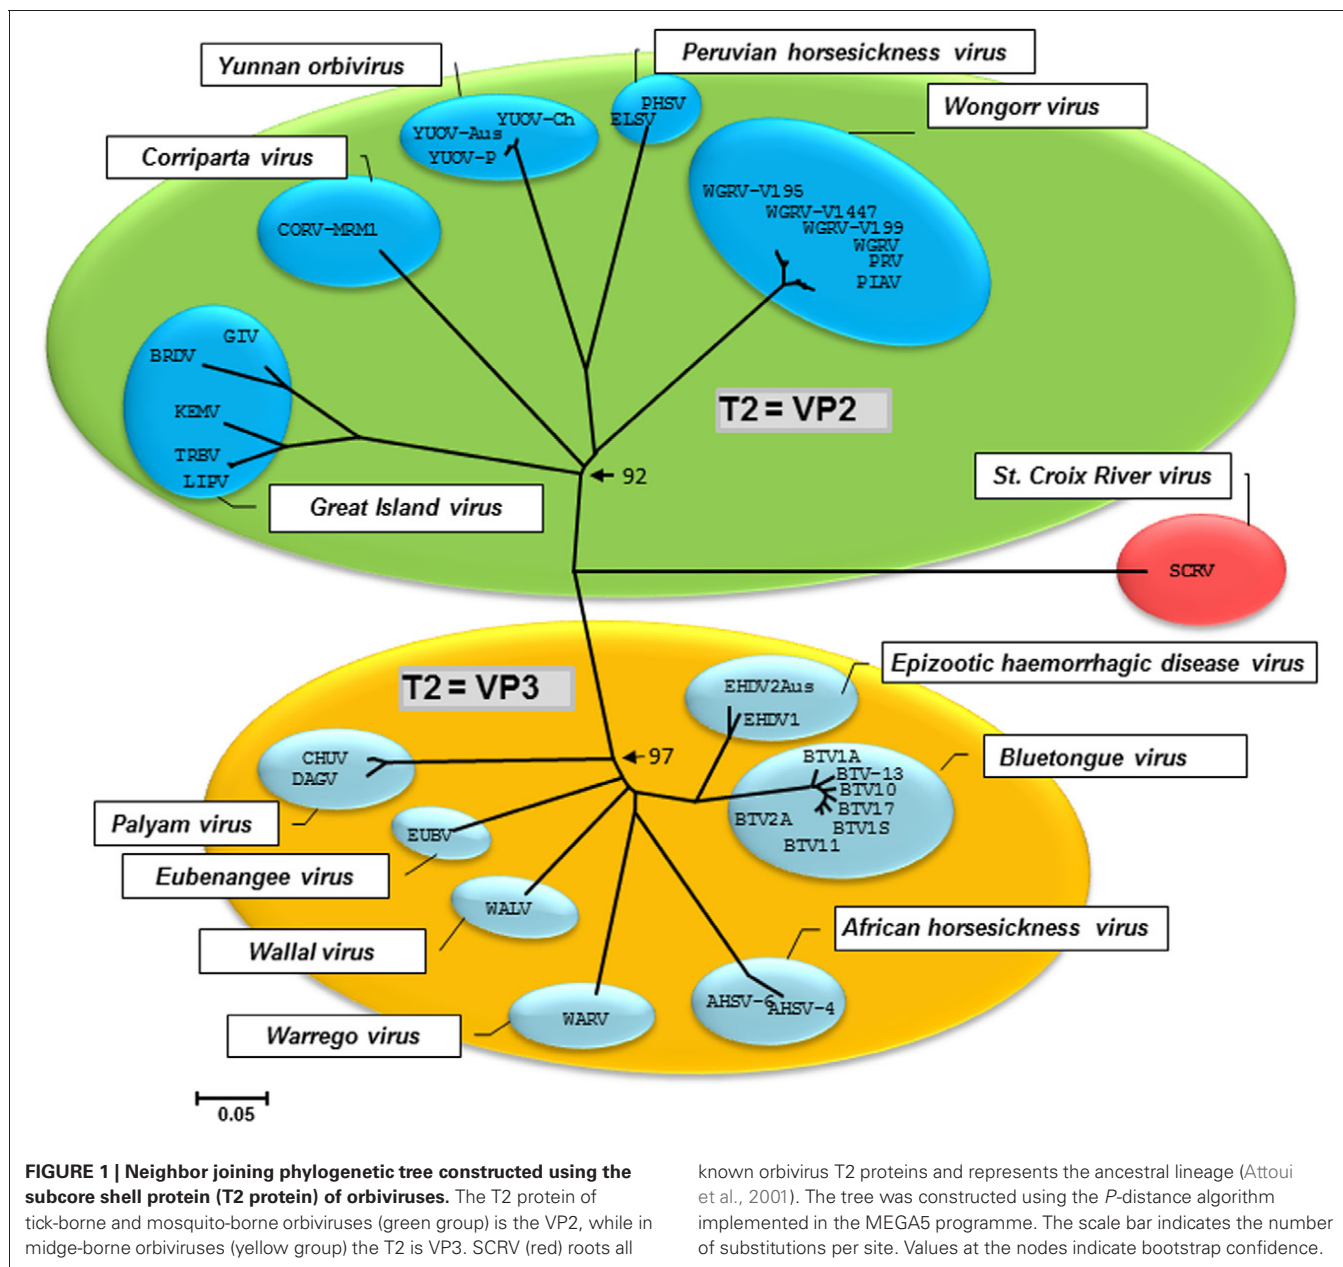 Yunnan orbivirus
Peruvian horsesickness virus
Wongorr virus
Corriparta virus
PHSV
ELSV
YUOV-Ch
YUOV-Aus
YUOV-P
WGRV-V195
WGRV-V1447
WGRV-V199
WGRV
PRV
PIAV
CORV-MRM1
GIV
BRDV
KEMV
TRBV
LIPV
T2 = VP2
92
St. Croix River virus
Great Island virus
SCRV
Epizootic haemorrhagic disease virus
T2 = VP3
EHDV2Aus
EHDV1
97
Bluetongue virus
CHUV
DAGV
BTV1A
BTV-13
BTV10
BTV17
BTV2A
BTV1S
BTV11
Palyam virus
EUBV
Eubenangee virus
WALV
African horsesickness virus
Wallal virus
AHSV-6
AHSV-4
WARV
Warrego virus
0.05
FIGURE 1 | Neighbor joining phylogenetic tree constructed using the
subcore shell protein (T2 protein) of orbiviruses. The T2 protein of
tick-borne and mosquito-borne orbiviruses (green group) is the VP2, while in
midge-borne orbiviruses (yellow group) the T2 is VP3. SCRV (red) roots all
known orbivirus T2 proteins and represents the ancestral lineage (Attoui
et al., 2001). The tree was constructed using the P-distance algorithm
implemented in the MEGA5 programme. The scale bar indicates the number
of substitutions per site. Values at the nodes indicate bootstrap confidence.